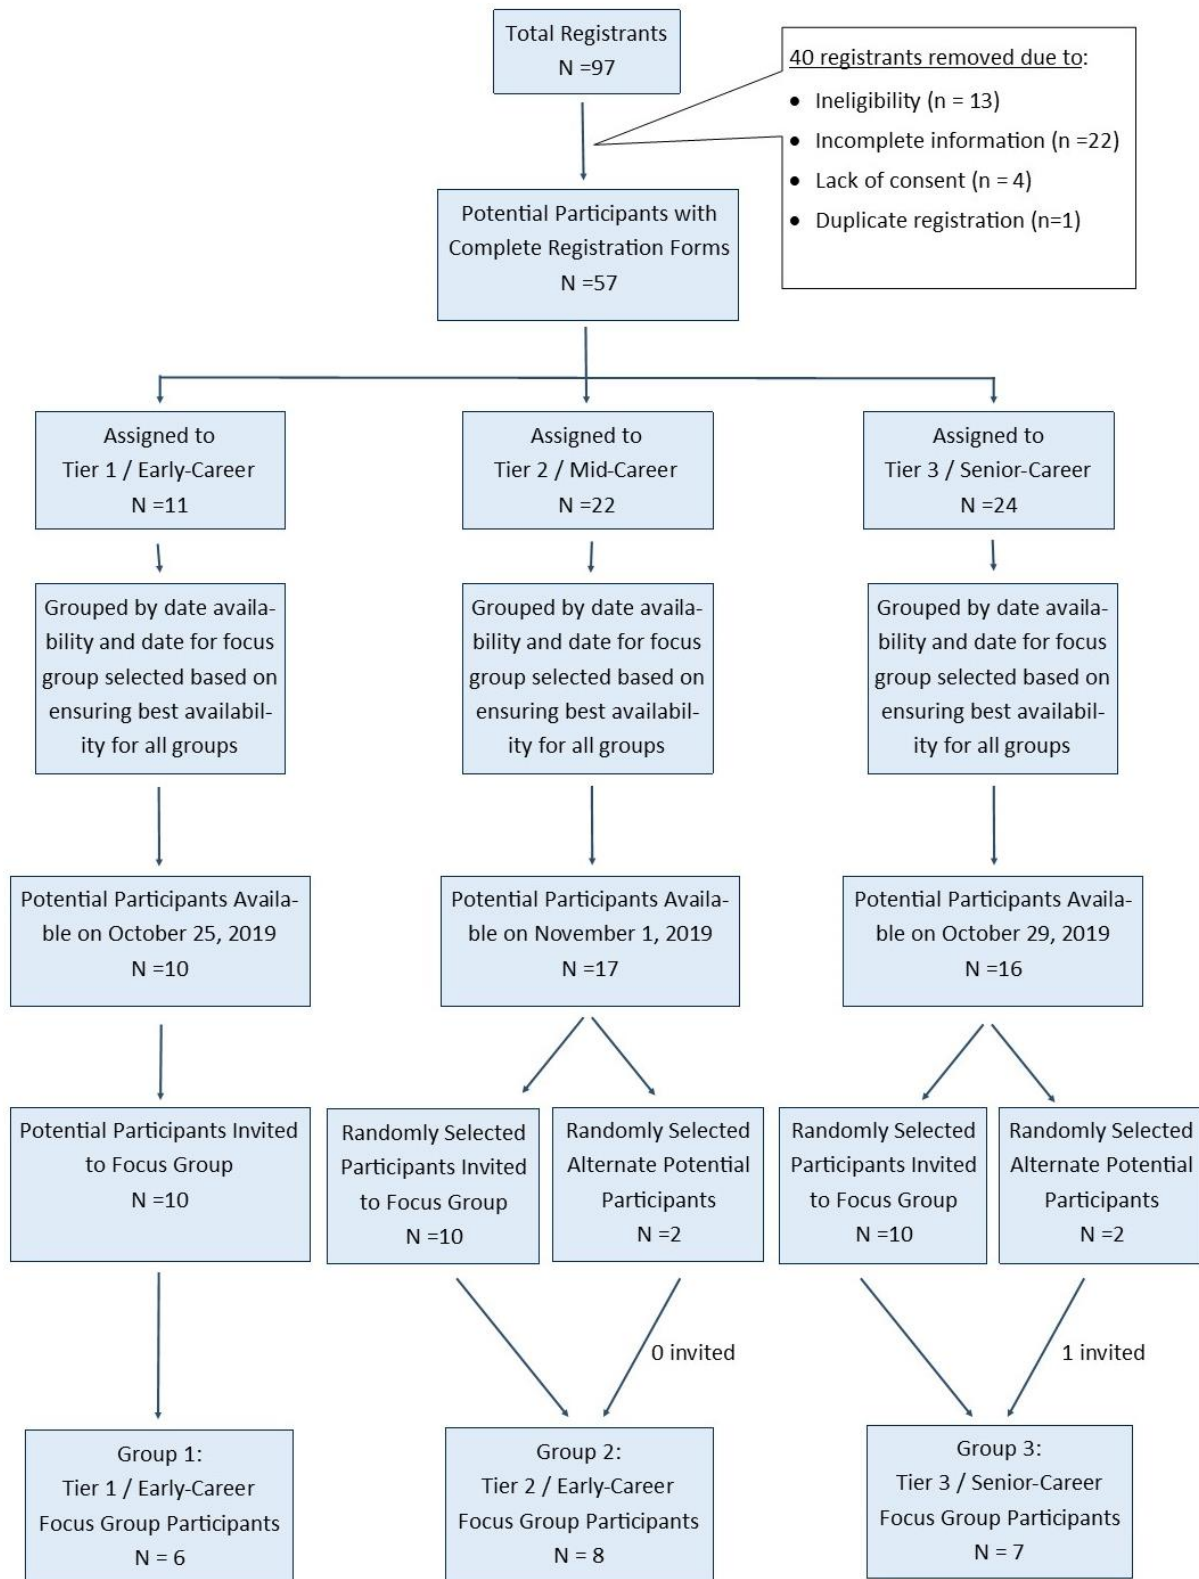 Total Registrants
N =97
40 registrants removed due to:
• Ineligibility (n = 13)
• Incomplete information (n =22)
• Lack of consent (n = 4)
• Duplicate registration (n=1)
Potential Participants with
Complete Registration Forms
N =57
Assigned to
Tier 1 / Early-Career
N =11
Assigned to
Tier 2 / Mid-Career
N =22
Assigned to
Tier 3 / Senior-Career
N =24
Grouped by date availa-
bility and date for focus
group selected based on
ensuring best availabil-
ity for all groups
Grouped by date availa-
bility and date for focus
group selected based on
ensuring best availabil-
ity for all groups
Grouped by date availa-
bility and date for focus
group selected based on
ensuring best availabil-
ity for all groups
Potential Participants Availa-
ble on October 25, 2019
N =10
Potential Participants Availa-
ble on November 1, 2019
N =17
Potential Participants Availa-
ble on October 29, 2019
N =16
Potential Participants Invited
to Focus Group
N =10
Randomly Selected
Participants Invited
to Focus Group
N =10
Randomly Selected
Alternate Potential
Participants
N =2
Randomly Selected
Participants Invited
to Focus Group
N =10
Randomly Selected
Alternate Potential
Participants
N =2
0 invited
1 invited
Group 1:
Tier 1 / Early-Career
Focus Group Participants
N = 6
Group 2:
Tier 2 / Early-Career
Focus Group Participants
N = 8
Group 3:
Tier 3 / Senior-Career
Focus Group Participants
N = 7